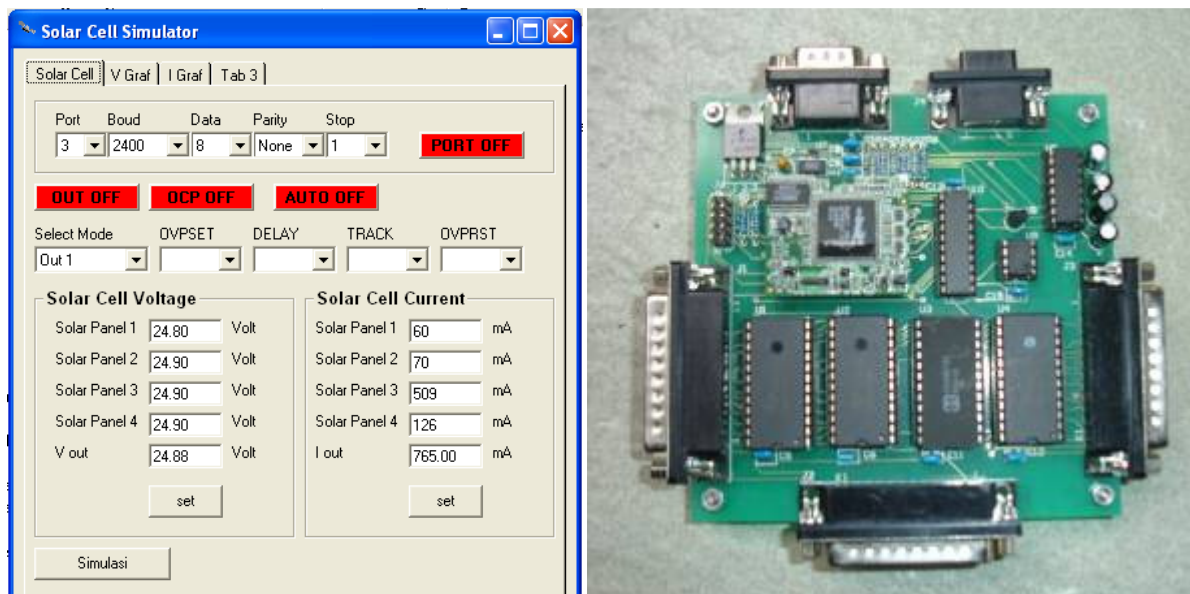 Solar Cell Simulator
Solar Cell V Graf I Graf Tab 3
Port Boud Data Parity Stop
3 2400 8 None 1 PORT OFF
OUT OFF OCP OFF AUTO OFF
Select Mode OVPSET DELAY TRACK OVPRST
Out 1
Solar Cell Voltage
Solar Panel 1 24.80 Volt
Solar Panel 2 24.90 Volt
Solar Panel 3 24.90 Volt
Solar Panel 4 24.90 Volt
V out 24.88 Volt
set
Solar Cell Current
Solar Panel 1 60 mA
Solar Panel 2 70 mA
Solar Panel 3 509 mA
Solar Panel 4 126 mA
I out 765.00 mA
set
Simulasi
U2
U3